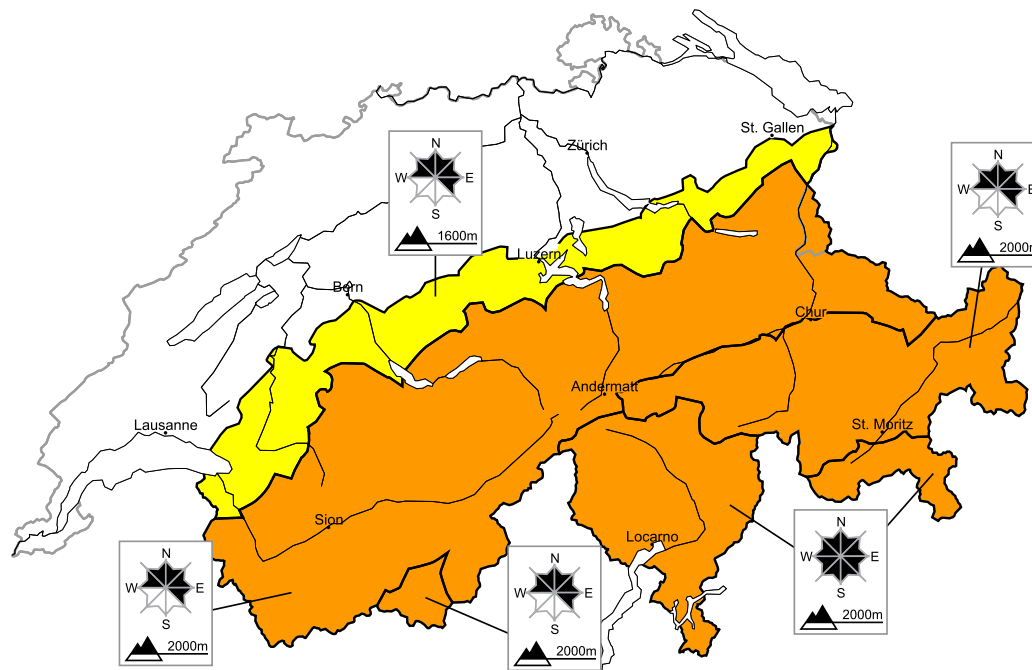 St. Gallen
Zürich
N
W E
S
1600m
N
W E
S
2000m
Luzern
Bern
Chur
Andermatt
Lausanne
St. Moritz
Sion
Locarno
N
W E
S
2000m
N
W E
S
2000m
N
W E
S
2000m